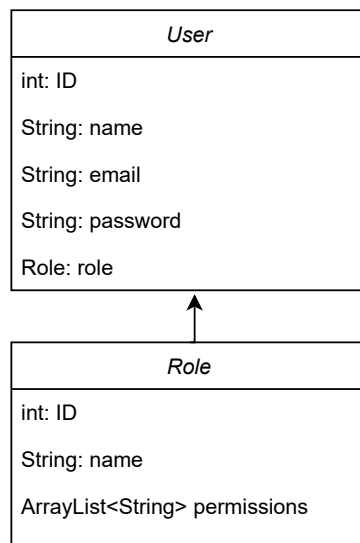 User
int: ID
String: name
String: email
String: password
Role: role
Role
int: ID
String: name
ArrayList<String> permissions